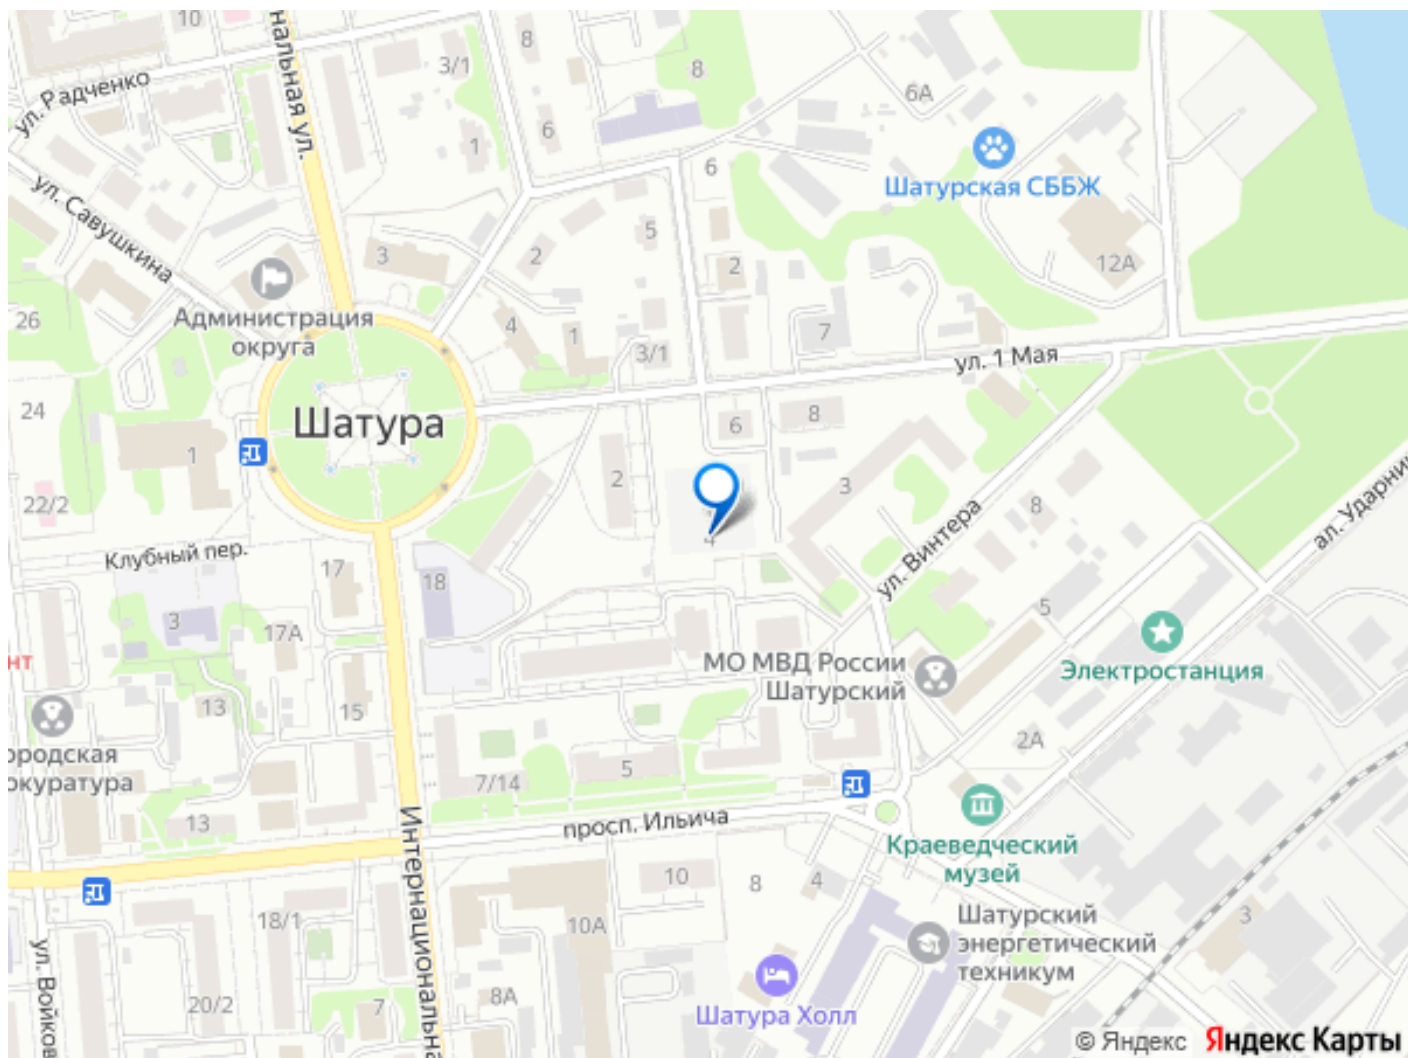 10
нальная ул.
8
3/1
8
6А
ул. Радченко
6
1
6
Шатурская СББЖ
ул. Савушкина
3
2
5
2
12А
26
Администрация
округа
4
1
3/1
7
ул. 1 Мая
24
Шатура
6
8
1
2
3
22/2
4
8
ал. Ударни
Клубный пер.
17
18
ул. Винтера
3
17А
5
нт
МО МВД России
Шатурский
Электростанция
13
15
2А
ородская
окуратура
7/14
5
13
просп. Ильича
Краеведческий
музей
Интернациональна
10
8
4
18/1
10А
Шатурский
энергетический
техникум
3
ул. Войков
20/2
7
8А
Шатура Холл
© Яндекс Яндекс Карты